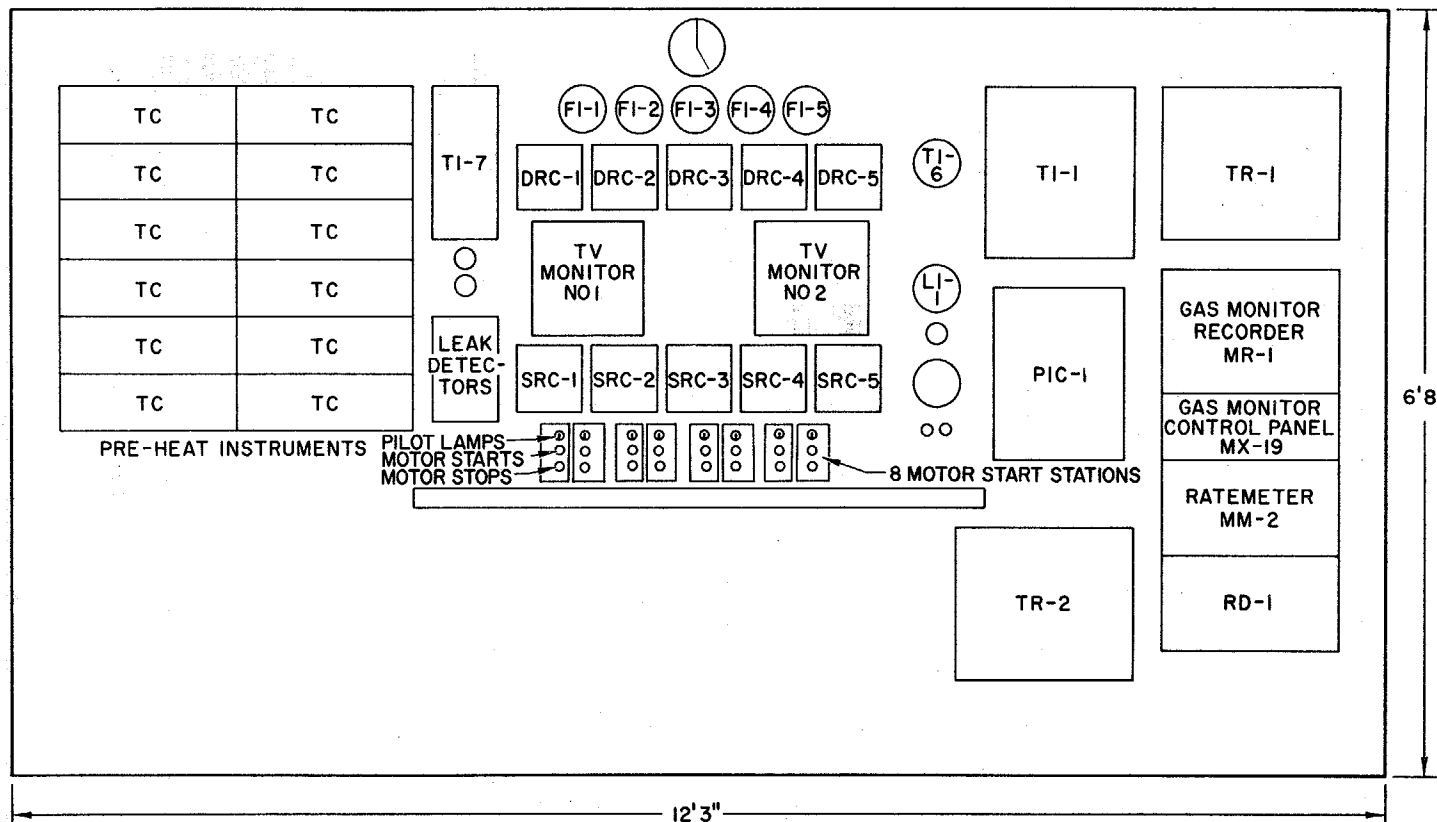 FI-1 FI-2 FI-3 FI-4 FI-5
TC TC
TC TC
TC TC
TC TC
TC TC
TC TC
PRE-HEAT INSTRUMENTS
TI-7
LEAK
DETEC-
TORS
DRC-1 DRC-2 DRC-3 DRC-4 DRC-5
TV
MONITOR
NO 1
TV
MONITOR
NO 2
SRC-1 SRC-2 SRC-3 SRC-4 SRC-5
PILOT LAMPS
MOTOR STARTS
MOTOR STOPS
8 MOTOR START STATIONS
TI-
6
LI-
1
TI-1
PIC-1
TR-2
TR-1
GAS MONITOR
RECORDER
MR-1
GAS MONITOR
CONTROL PANEL
MX-19
RATEMETER
MM-2
RD-1
6'8
12'3"